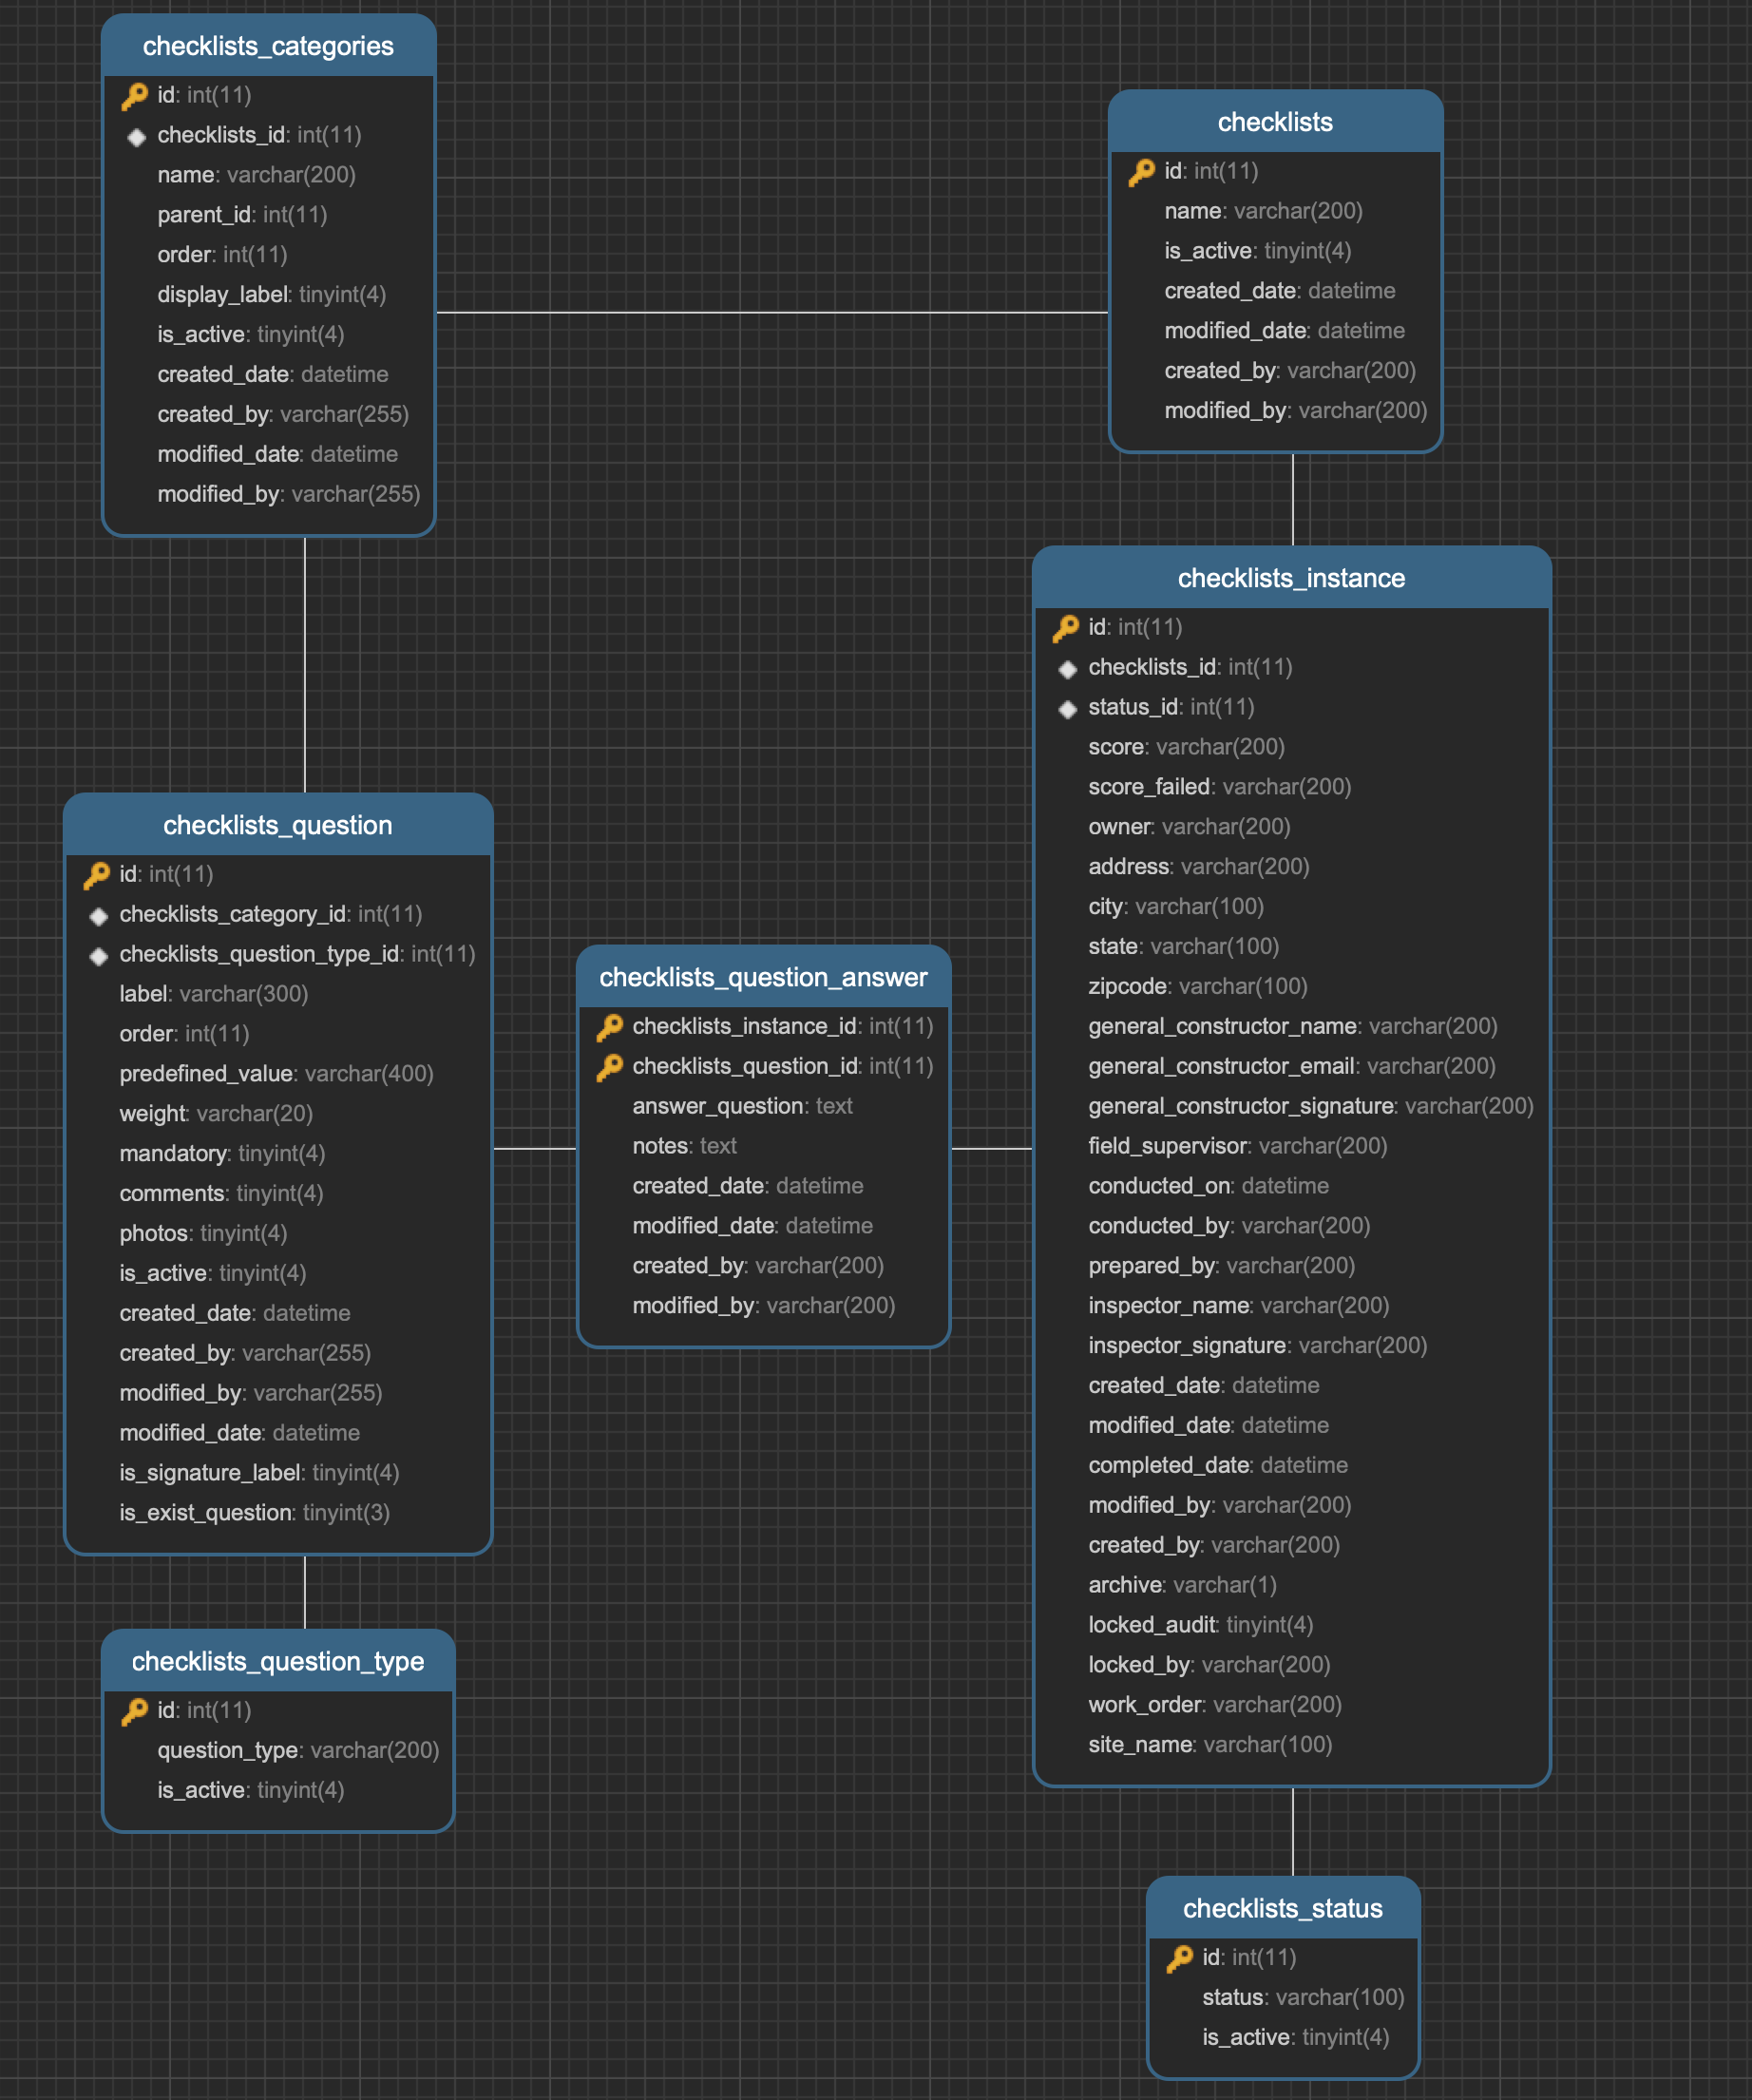 checklists_categories
id: int(11)
checklists_id: int(11)
name: varchar(200)
parent_id: int(11)
order: int(11)
display_label: tinyint(4)
is_active: tinyint(4)
created_date: datetime
created_by: varchar(255)
modified_date: datetime
modified_by: varchar(255)
checklists
id: int(11)
name: varchar(200)
is_active: tinyint(4)
created_date: datetime
modified_date: datetime
created_by: varchar(200)
modified_by: varchar(200)
checklists_instance
id: int(11)
checklists_id: int(11)
status_id: int(11)
score: varchar(200)
score_failed: varchar(200)
owner: varchar(200)
address: varchar(200)
city: varchar(100)
state: varchar(100)
zipcode: varchar(100)
general_constructor_name: varchar(200)
general_constructor_email: varchar(200)
general_constructor_signature: varchar(200)
field_supervisor: varchar(200)
conducted_on: datetime
conducted_by: varchar(200)
prepared_by: varchar(200)
inspector_name: varchar(200)
inspector_signature: varchar(200)
created_date: datetime
modified_date: datetime
completed_date: datetime
modified_by: varchar(200)
created_by: varchar(200)
archive: varchar(1)
locked_audit: tinyint(4)
locked_by: varchar(200)
work_order: varchar(200)
site_name: varchar(100)
checklists_question
id: int(11)
checklists_category_id: int(11)
checklists_question_type_id: int(11)
label: varchar(300)
order: int(11)
predefined_value: varchar(400)
weight: varchar(20)
mandatory: tinyint(4)
comments: tinyint(4)
photos: tinyint(4)
is_active: tinyint(4)
created_date: datetime
created_by: varchar(255)
modified_by: varchar(255)
modified_date: datetime
is_signature_label: tinyint(4)
is_exist_question: tinyint(3)
checklists_question_answer
checklists_instance_id: int(11)
checklists_question_id: int(11)
answer_question: text
notes: text
created_date: datetime
modified_date: datetime
created_by: varchar(200)
modified_by: varchar(200)
checklists_question_type
id: int(11)
question_type: varchar(200)
is_active: tinyint(4)
checklists_status
id: int(11)
status: varchar(100)
is_active: tinyint(4)